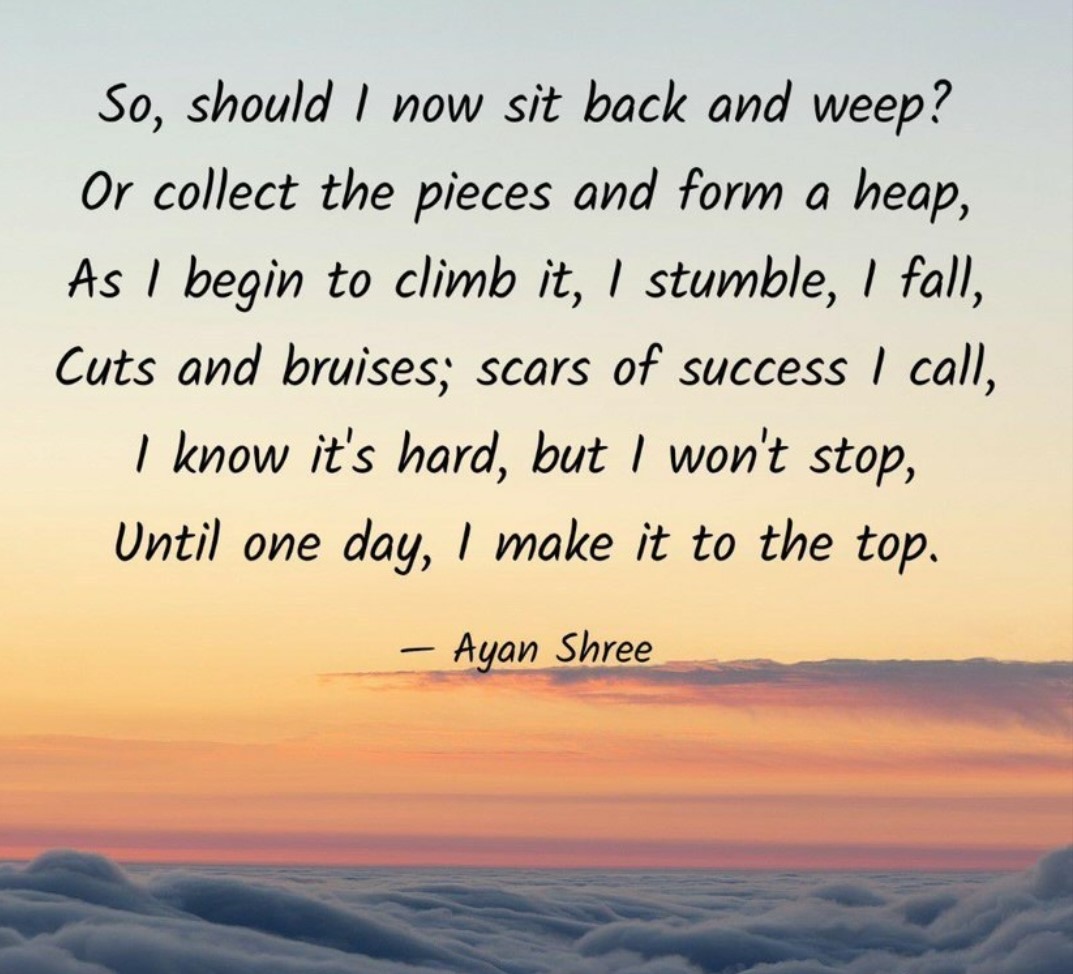 So, should I now sit back and weep?
Or collect the pieces and form a heap,
As I begin to climb it, I stumble, I fall,
Cuts and bruises; scars of success I call,
I know it's hard, but I won't stop,
Until one day, I make it to the top.
— Ayan Shree